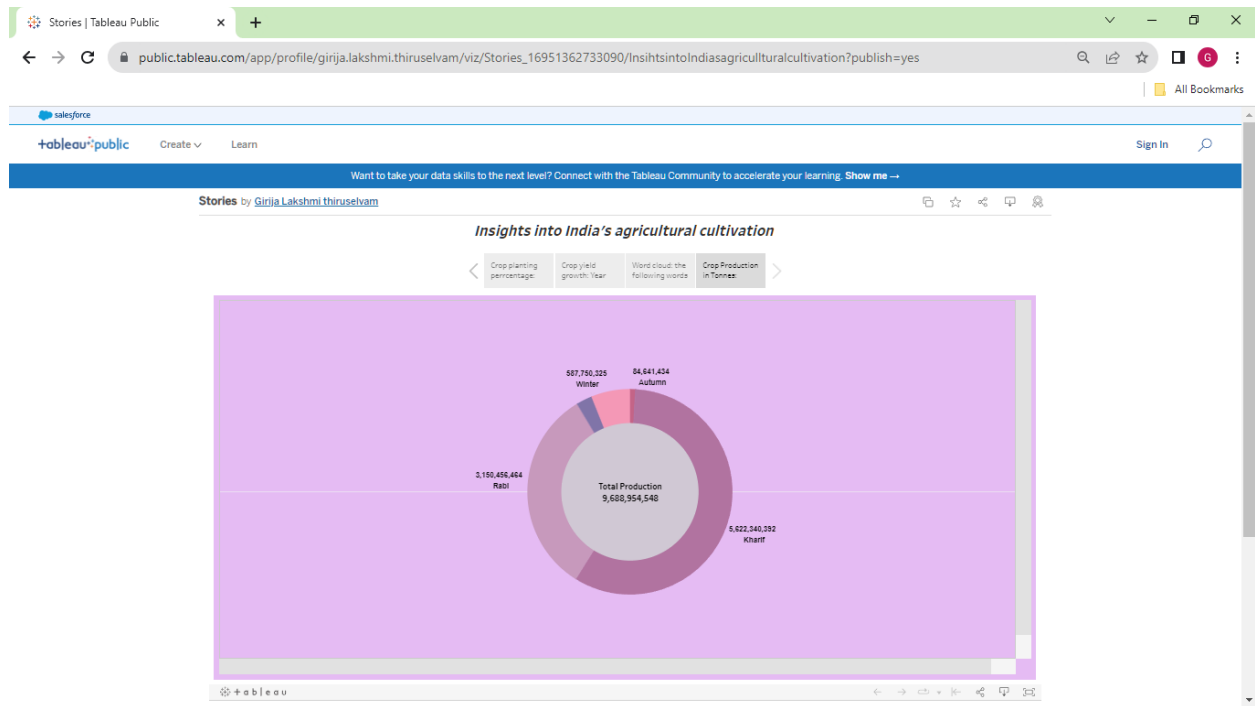 Stories | Tableau Public
public.tableau.com/app/profile/girija.lakshmi.thiruselvam/viz/Stories_16951362733090/InsihtsintoIndiasagricullturalcultivation?publish=yes
G
All Bookmarks
salesforce
+ableau public
Create
Learn
Sign In
Want to take your data skills to the next level? Connect with the Tableau Community to accelerate your learning. Show me →
Stories by Girija Lakshmi thiruselvam
Insights into India's agricultural cultivation
Crop planting
perrcentage:
Crop yield
growth: Year
Word cloud: the
following words
Crop Production
in Tonnes:
587,750,325
Winter
84,641,434
Autumn
3,150,456,464
Rabi
Total Production
9,688,954,548
5,622,340,392
Kharif
+ableau